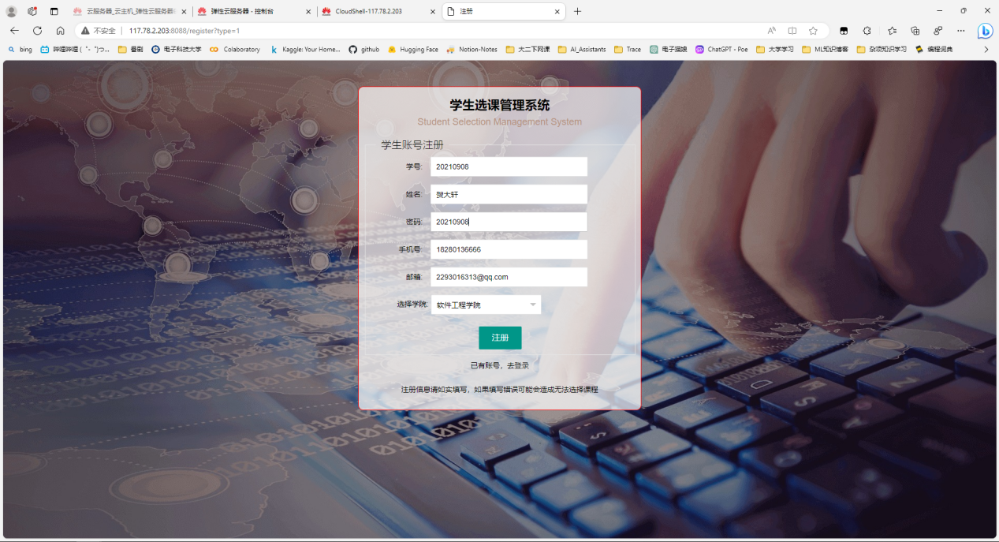 云服务器_云主机_弹性云服务器
弹性云服务器 - 控制台
CloudShell-117.78.2.203
注册
不安全 117.78.2.203:8088/register?type=1
bing
哔哩哔哩 (゜-゜)つ...
番剧
电子科技大学
Colaboratory
Kaggle: Your Home...
github
Hugging Face
Notion-Notes
大二下网课
AI_Assistants
Trace
电子猫娘
ChatGPT - Poe
大学学习
ML知识博客
杂项知识学习
编程词典
学生选课管理系统
Student Selection Management System
学生账号注册
学号: 20210908
姓名: 贺大轩
密码: 20210908
手机号: 18280136666
邮箱: 2293016313@qq.com
选择学院: 软件工程学院
注册
已有账号，去登录
注册信息请如实填写，如果填写错误可能会造成无法选择课程